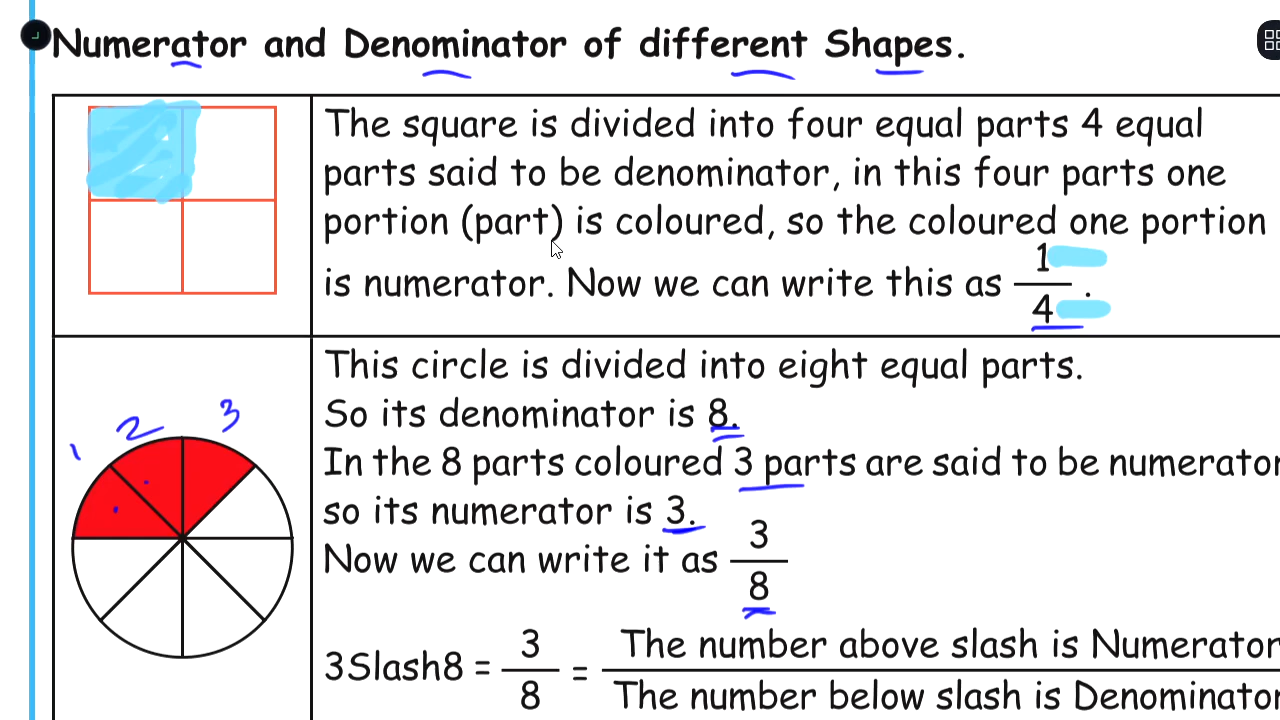 Numerator and Denominator of different Shapes.
The square is divided into four equal parts 4 equal
parts said to be denominator, in this four parts one
portion (part) is coloured, so the coloured one portion
is numerator. Now we can write this as 1/4.
This circle is divided into eight equal parts.
So its denominator is 8.
In the 8 parts coloured 3 parts are said to be numerator
so its numerator is 3.
Now we can write it as 3/8
1 2 3
3Slash8 = 3/8 = The number above slash is Numerator
The number below slash is Denominator